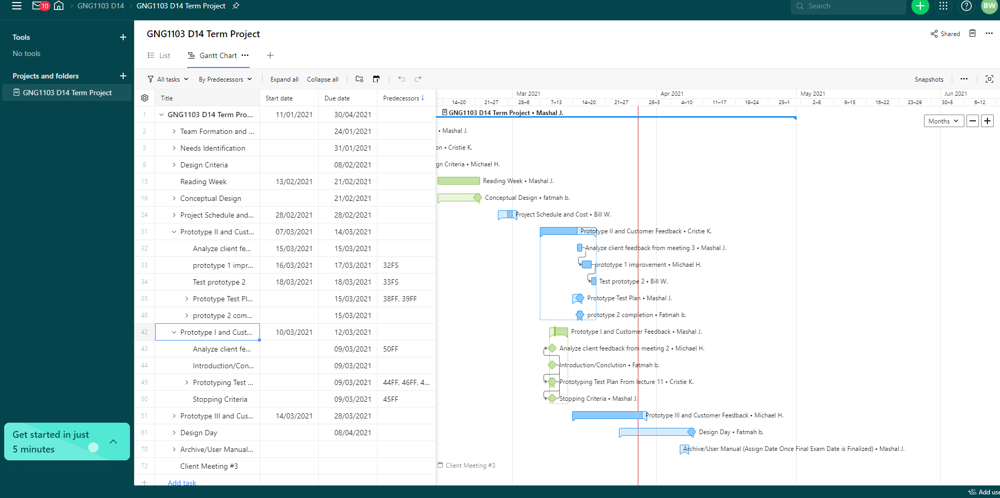 10 GNG1103 D14 GNG1103 D14 Term Project Search BW
Tools
No tools
Projects and folders
GNG1103 D14 Term Project
Get started in just
5 minutes
GNG1103 D14 Term Project
Shared
List Gantt Chart
All tasks By Predecessors Expand all Collapse all Snapshots
Title Start date Due date Predecessors
Mar 2021 Apr 2021 May 2021 Jun 2021
14–20 21–27 28–6 7–13 14–20 21–27 28–3 4–10 11–17 18–24 25–1 2–8 9–15 16–22 23–29 30–5 6–12
Months
1 GNG1103 D14 Term Pro... 11/01/2021 30/04/2021 GNG1103 D14 Term Project • Mashal J.
2 Team Formation and ... 24/01/2021 • Mashal J.
5 Needs Identification 31/01/2021 on • Cristie K.
8 Design Criteria 08/02/2021 gn Criteria • Michael H.
15 Reading Week 13/02/2021 21/02/2021 Reading Week • Mashal J.
16 Conceptual Design 21/02/2021 Conceptual Design • fatmah b.
24 Project Schedule and... 28/02/2021 28/02/2021 Project Schedule and Cost • Bill W.
31 Prototype II and Cust... 07/03/2021 14/03/2021 Prototype II and Customer Feedback • Cristie K.
32 Analyze client fe... 15/03/2021 15/03/2021 Analyze client feedback from meeting 3 • Mashal J.
33 prototype 1 impr... 16/03/2021 17/03/2021 32FS prototype 1 improvement • Michael H.
34 Test prototype 2 18/03/2021 18/03/2021 33FS Test prototype 2 • Bill W.
35 Prototype Test Pl... 15/03/2021 38FF, 39FF Prototype Test Plan • Mashal J.
40 prototype 2 com... 15/03/2021 prototype 2 completion • Fatmah b.
42 Prototype I and Cust... 10/03/2021 12/03/2021 Prototype I and Customer Feedback • Mashal J.
43 Analyze client fe... 09/03/2021 50FF Analyze client feedback from meeting 2 • Michael H.
44 Introduction/Con... 09/03/2021 Introduction/Conclution • Fatmah b.
45 Prototyping Test ... 09/03/2021 44FF, 46FF, 4... Prototyping Test Plan From lecture 11 • Cristie K.
50 Stopping Criteria 09/03/2021 45FF Stopping Criteria • Mashal J.
51 Prototype III and Cus... 14/03/2021 28/03/2021 Prototype III and Customer Feedback • Michael H.
61 Design Day 08/04/2021 Design Day • Fatmah b.
70 Archive/User Manual... Archive/User Manual (Assign Date Once Final Exam Date is Finalized) • Mashal J.
72 Client Meeting #3 Client Meeting #3
Add task
Add use